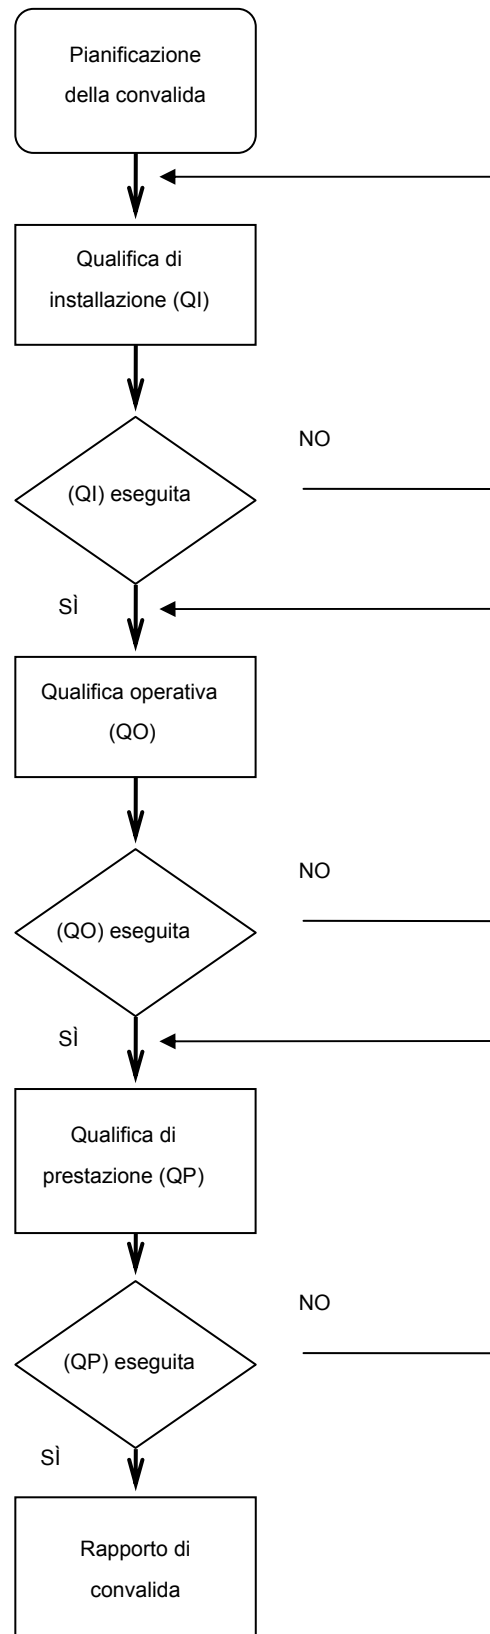 Pianificazione
della convalida
Qualifica di
installazione (QI)
NO
(QI) eseguita
SÌ
Qualifica operativa
(QO)
NO
(QO) eseguita
SÌ
Qualifica di
prestazione (QP)
NO
(QP) eseguita
SÌ
Rapporto di
convalida